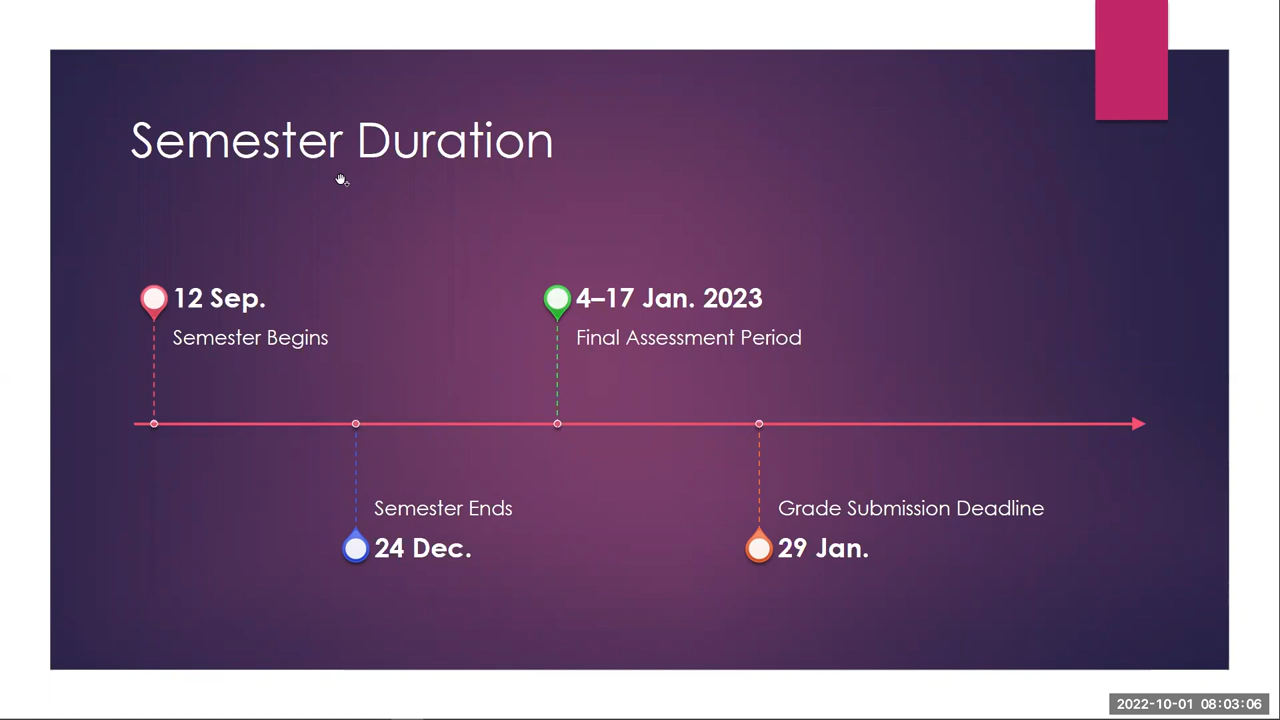 Semester Duration
12 Sep.
Semester Begins
4–17 Jan. 2023
Final Assessment Period
Semester Ends
24 Dec.
Grade Submission Deadline
29 Jan.
2022-10-01 08:03:06